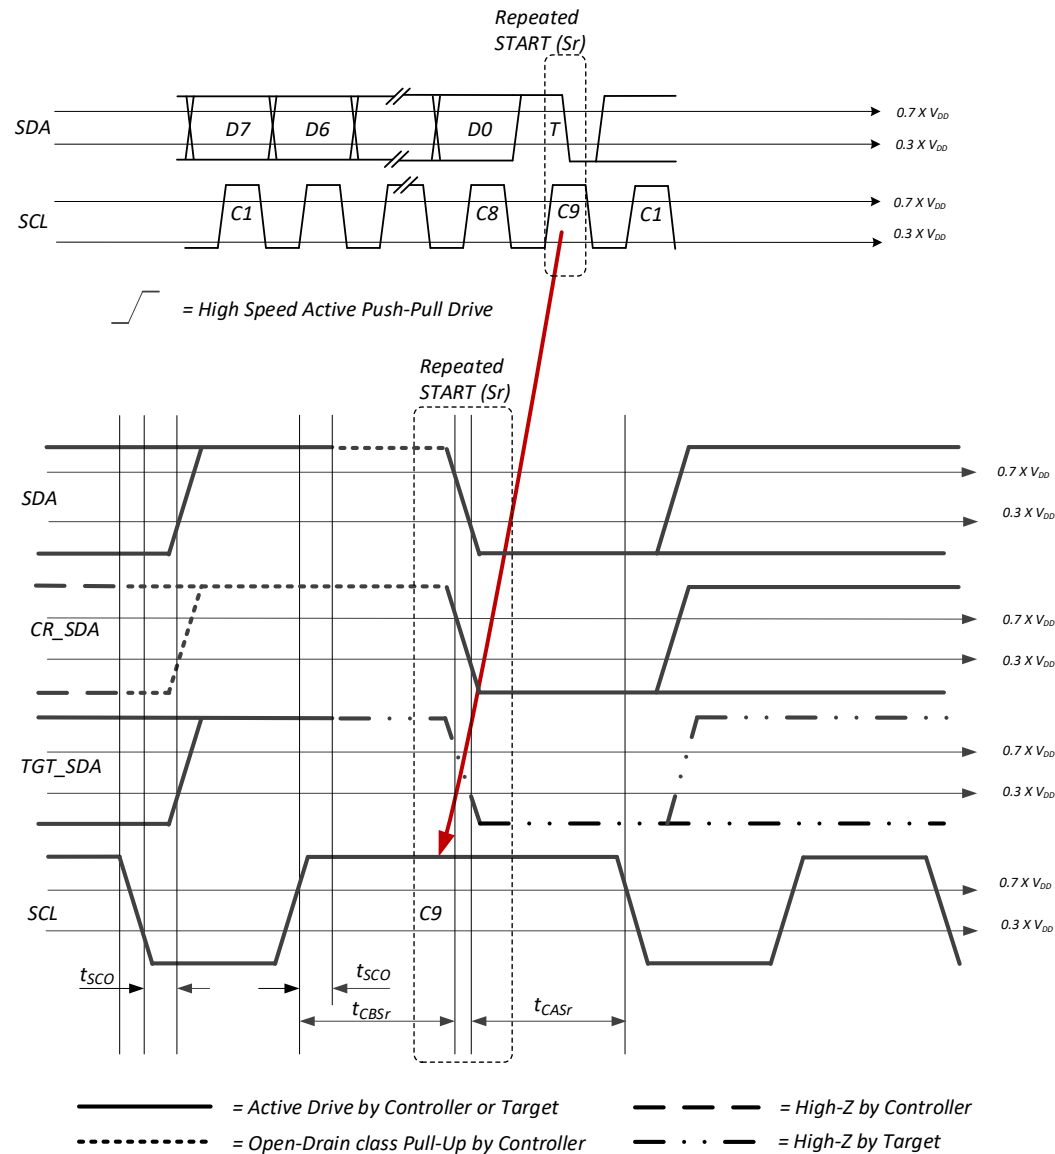 Repeated
START (Sr)
SDA
D7
D6
D0
T
0.7 X VDD
0.3 X VDD
SCL
C1
C8
C9
C1
0.7 X VDD
0.3 X VDD
= High Speed Active Push-Pull Drive
Repeated
START (Sr)
SDA
0.7 X VDD
0.3 X VDD
CR_SDA
0.7 X VDD
0.3 X VDD
TGT_SDA
0.7 X VDD
0.3 X VDD
SCL
C9
0.7 X VDD
0.3 X VDD
tSCO
tSCO
tCBSr
tCASr
= Active Drive by Controller or Target
= High-Z by Controller
= Open-Drain class Pull-Up by Controller
= High-Z by Target